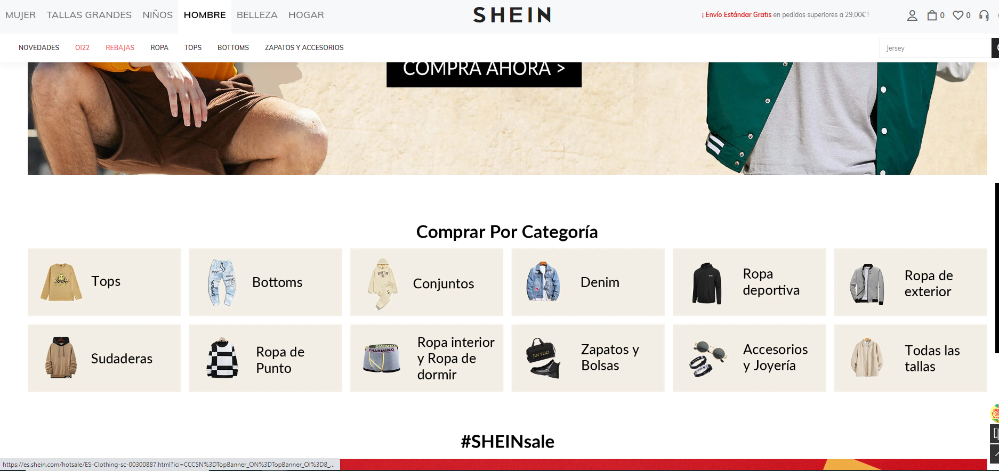 MUJER TALLAS GRANDES NIÑOS HOMBRE BELLEZA HOGAR
SHEIN
¡ Envío Estándar Gratis en pedidos superiores a 29,00€ !
0 0
NOVEDADES OI22 REBAJAS ROPA TOPS BOTTOMS ZAPATOS Y ACCESORIOS
Jersey
COMPRA AHORA >
Comprar Por Categoría
Tops
Bottoms
Conjuntos
Denim
Ropa
deportiva
Ropa de
exterior
Sudaderas
Ropa de
Punto
CHARMING
Ropa interior
y Ropa de
dormir
JIN YOO
Zapatos y
Bolsas
Accesorios
y Joyería
Todas las
tallas
#SHEINsale
https://es.shein.com/hotsale/ES-Clothing-sc-00300887.html?ici=CCCSN%3DTopBanner_ON%3DTopBanner_OI%3D8_...